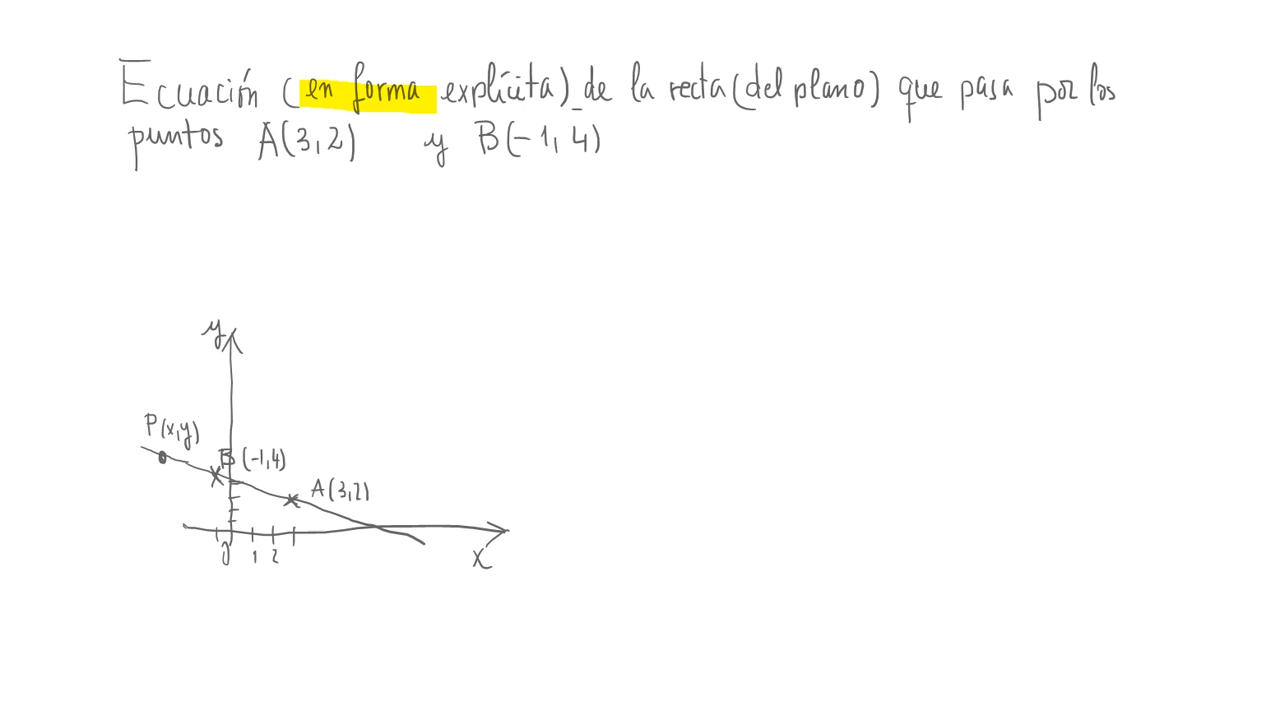 Ecuación (en forma explícita) de la recta (del plano) que pasa por los
puntos A(3,2) y B(-1,4)
y
P(x,y)
B(-1,4)
A(3,2)
0 1 2
x